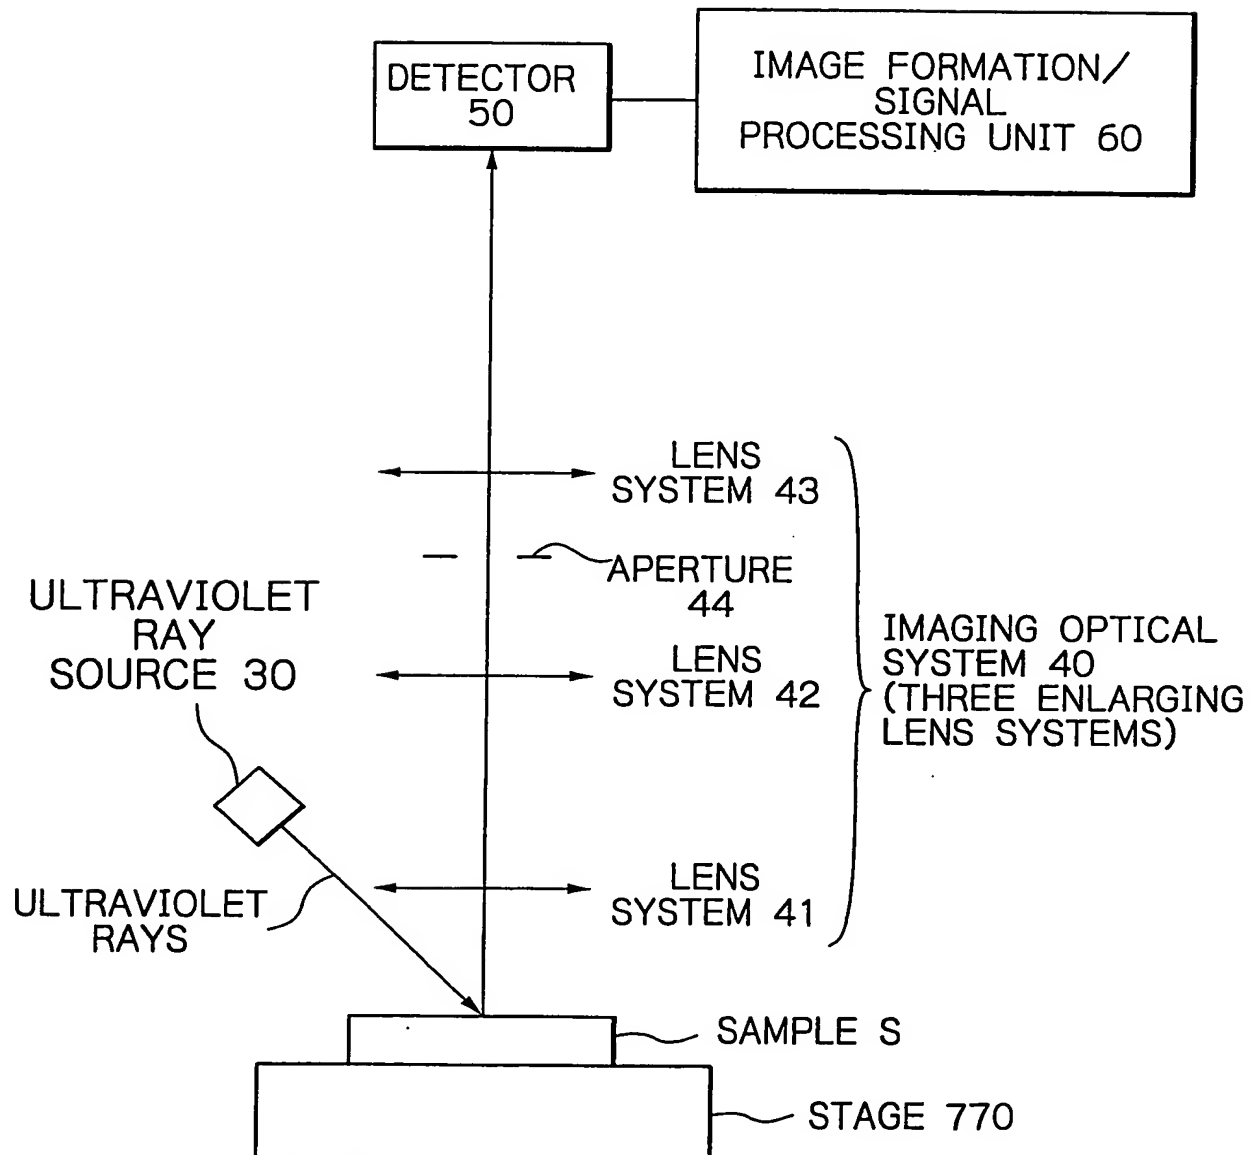 DETECTOR
50
IMAGE FORMATION/
SIGNAL
PROCESSING UNIT 60
LENS
SYSTEM 43
APERTURE
44
ULTRAVIOLET
RAY
SOURCE 30
LENS
SYSTEM 42
IMAGING OPTICAL
SYSTEM 40
(THREE ENLARGING
LENS SYSTEMS)
LENS
SYSTEM 41
ULTRAVIOLET
RAYS
SAMPLE S
STAGE 770